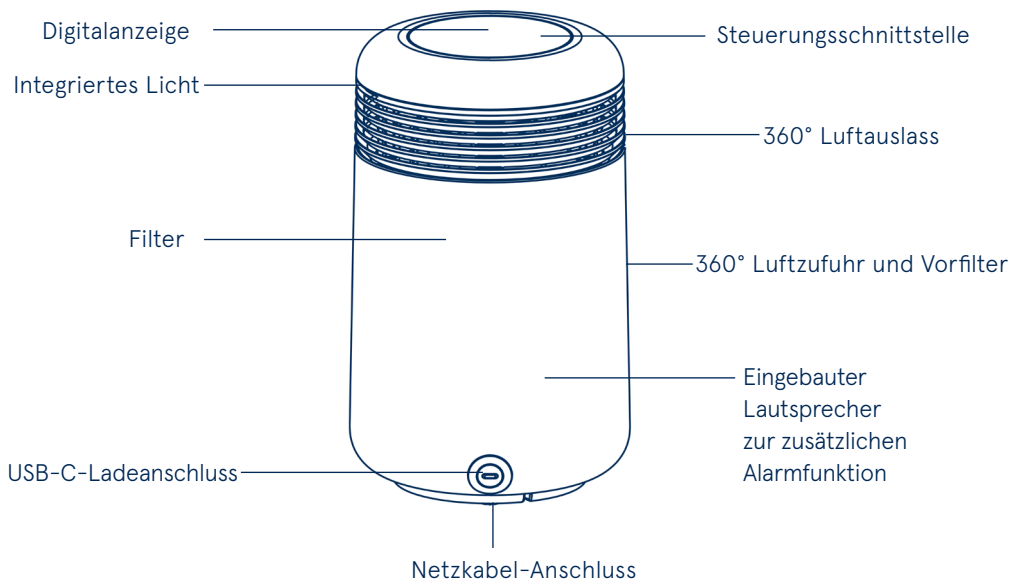 Digitalanzeige
Steuerungsschnittstelle
Integriertes Licht
360° Luftauslass
Filter
360° Luftzufuhr und Vorfilter
Eingebauter
Lautsprecher
zur zusätzlichen
Alarmfunktion
USB-C-Ladeanschluss
Netzkabel-Anschluss